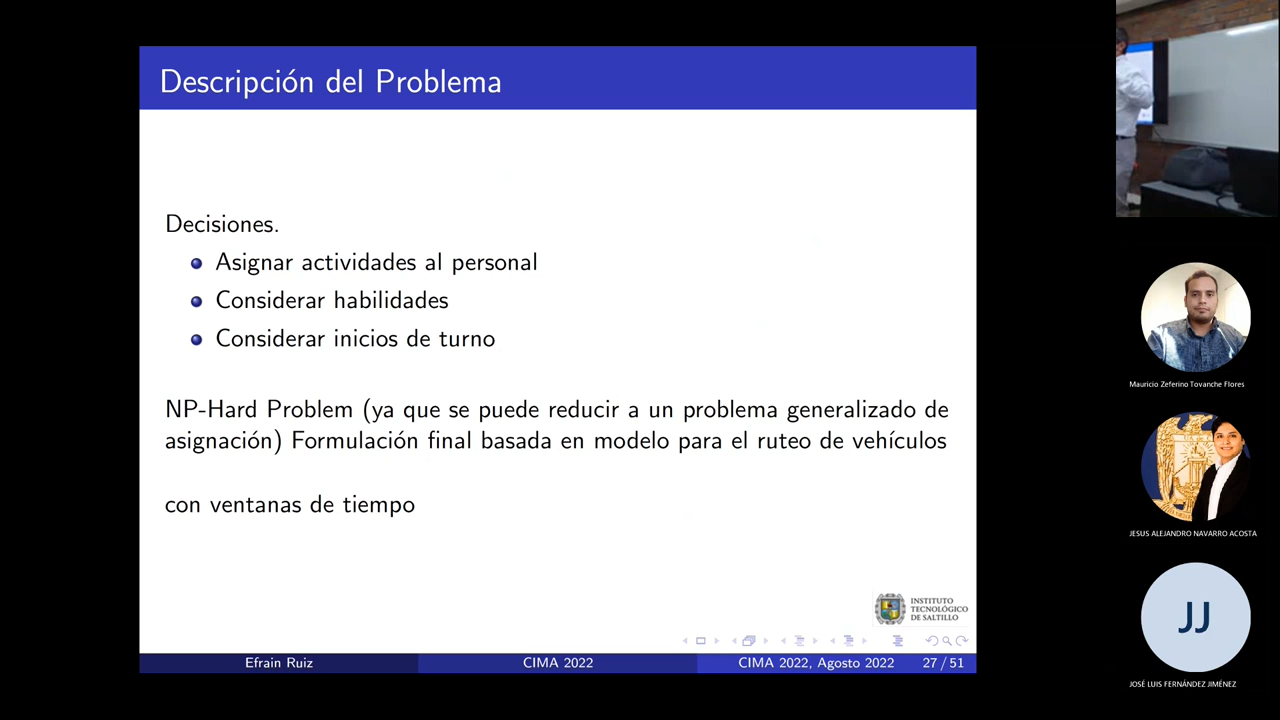 Descripción del Problema
Decisiones.
Asignar actividades al personal
Considerar habilidades
Considerar inicios de turno
NP-Hard Problem (ya que se puede reducir a un problema generalizado de
asignación) Formulación final basada en modelo para el ruteo de vehículos
con ventanas de tiempo
INSTITUTO
TECNOLÓGICO
DE SALTILLO
Efrain Ruiz
CIMA 2022
CIMA 2022, Agosto 2022
27 / 51
Mauricio Zeferino Tovanche Flores
JESUS ALEJANDRO NAVARRO ACOSTA
JJ
JOSÉ LUIS FERNÁNDEZ JIMÉNEZ